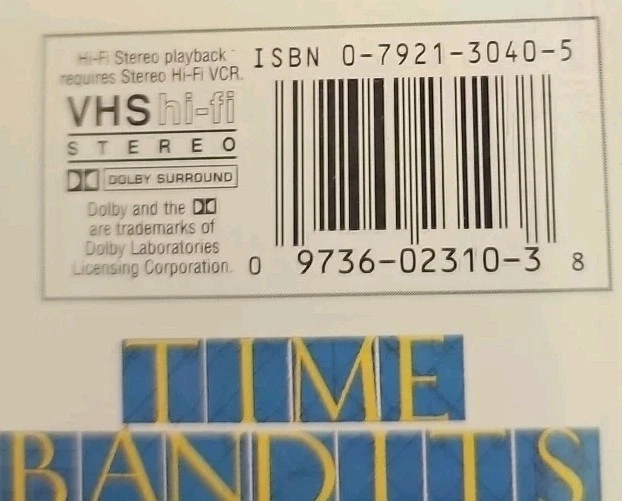 Hi-Fi Stereo playback
requires Stereo Hi-Fi VCR.
VHS hi-fi
STEREO
DOLBY SURROUND
Dolby and the
are trademarks of
Dolby Laboratories
Licensing Corporation.
ISBN 0-7921-3040-5
0 9736-02310-3 8
TIME
BANDITS